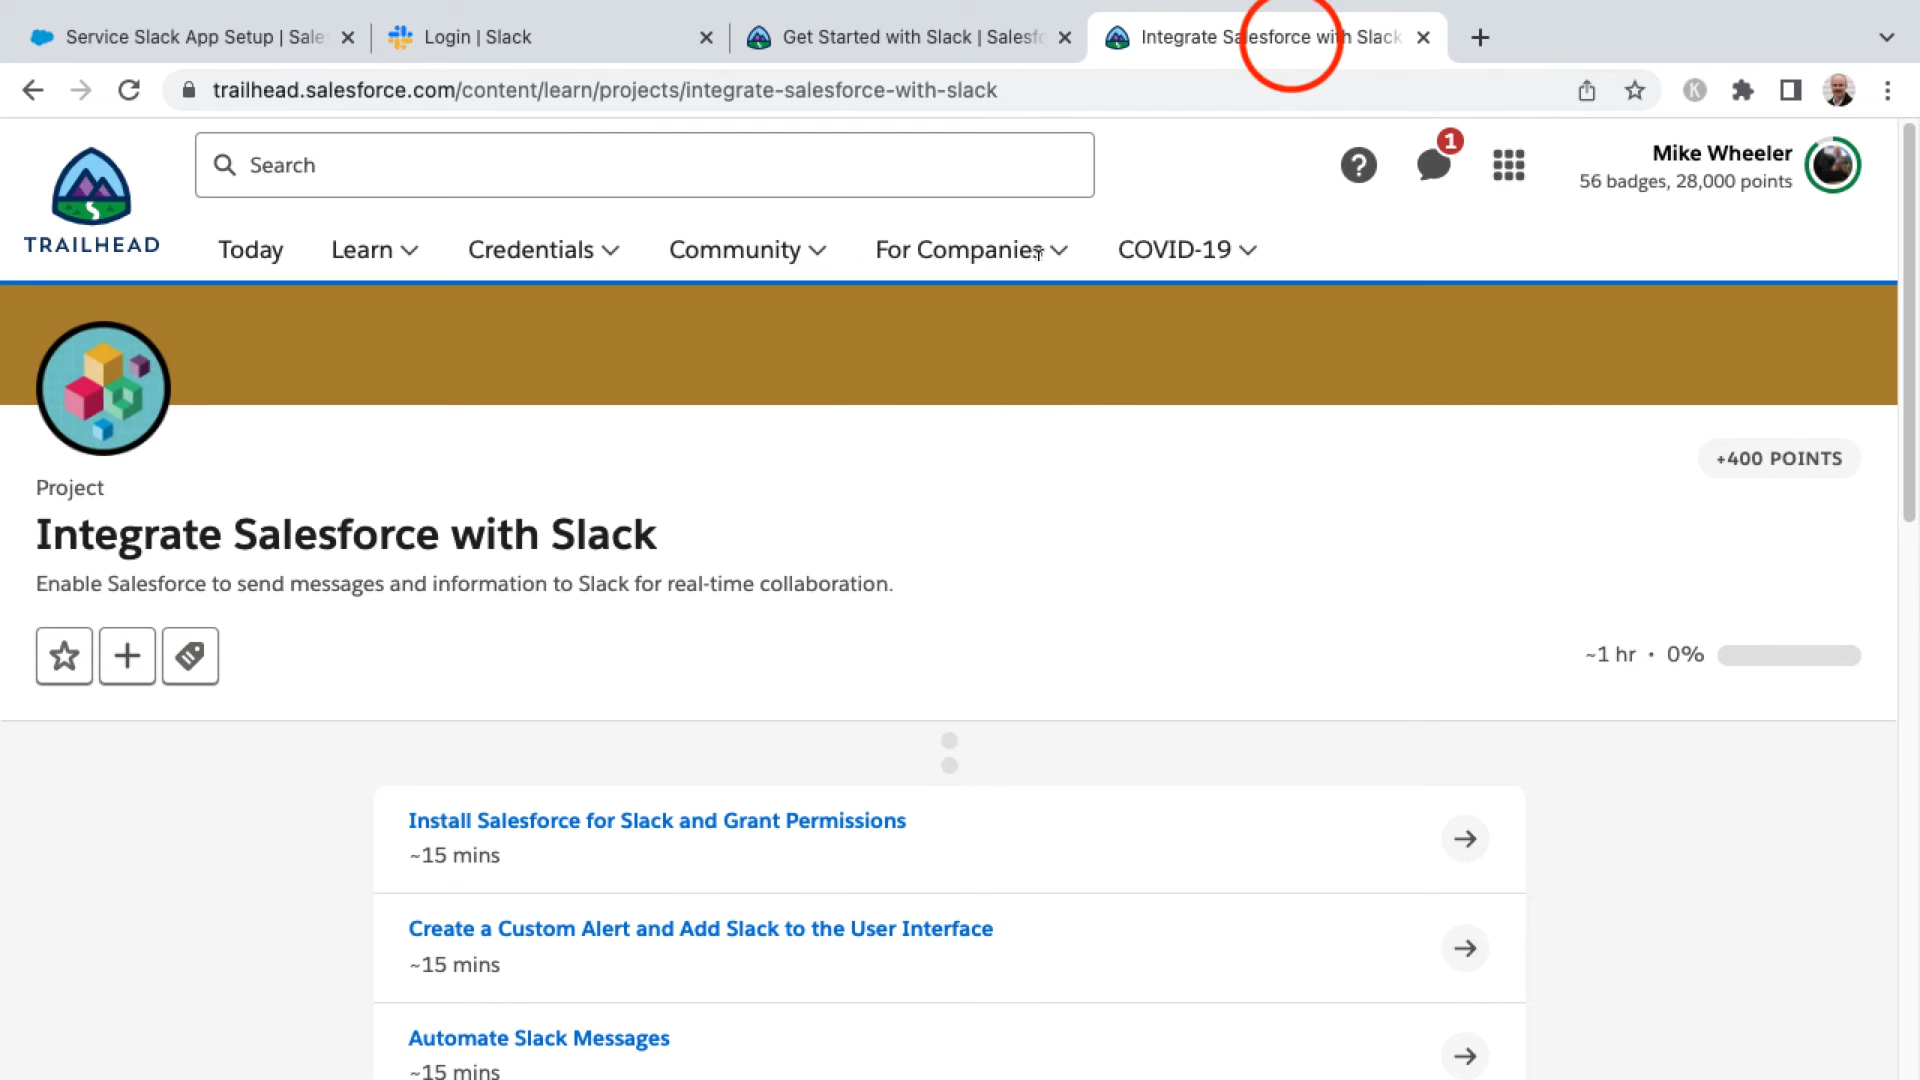 Service Slack App Setup | Sale
Login | Slack
Get Started with Slack | Salesfo
Integrate Salesforce with Slack
trailhead.salesforce.com/content/learn/projects/integrate-salesforce-with-slack
K
TRAILHEAD
Search
?
1
Mike Wheeler
56 badges, 28,000 points
Today
Learn
Credentials
Community
For Companies
COVID-19
+400 POINTS
Project
Integrate Salesforce with Slack
Enable Salesforce to send messages and information to Slack for real-time collaboration.
~1 hr • 0%
Install Salesforce for Slack and Grant Permissions
~15 mins
Create a Custom Alert and Add Slack to the User Interface
~15 mins
Automate Slack Messages
~15 mins